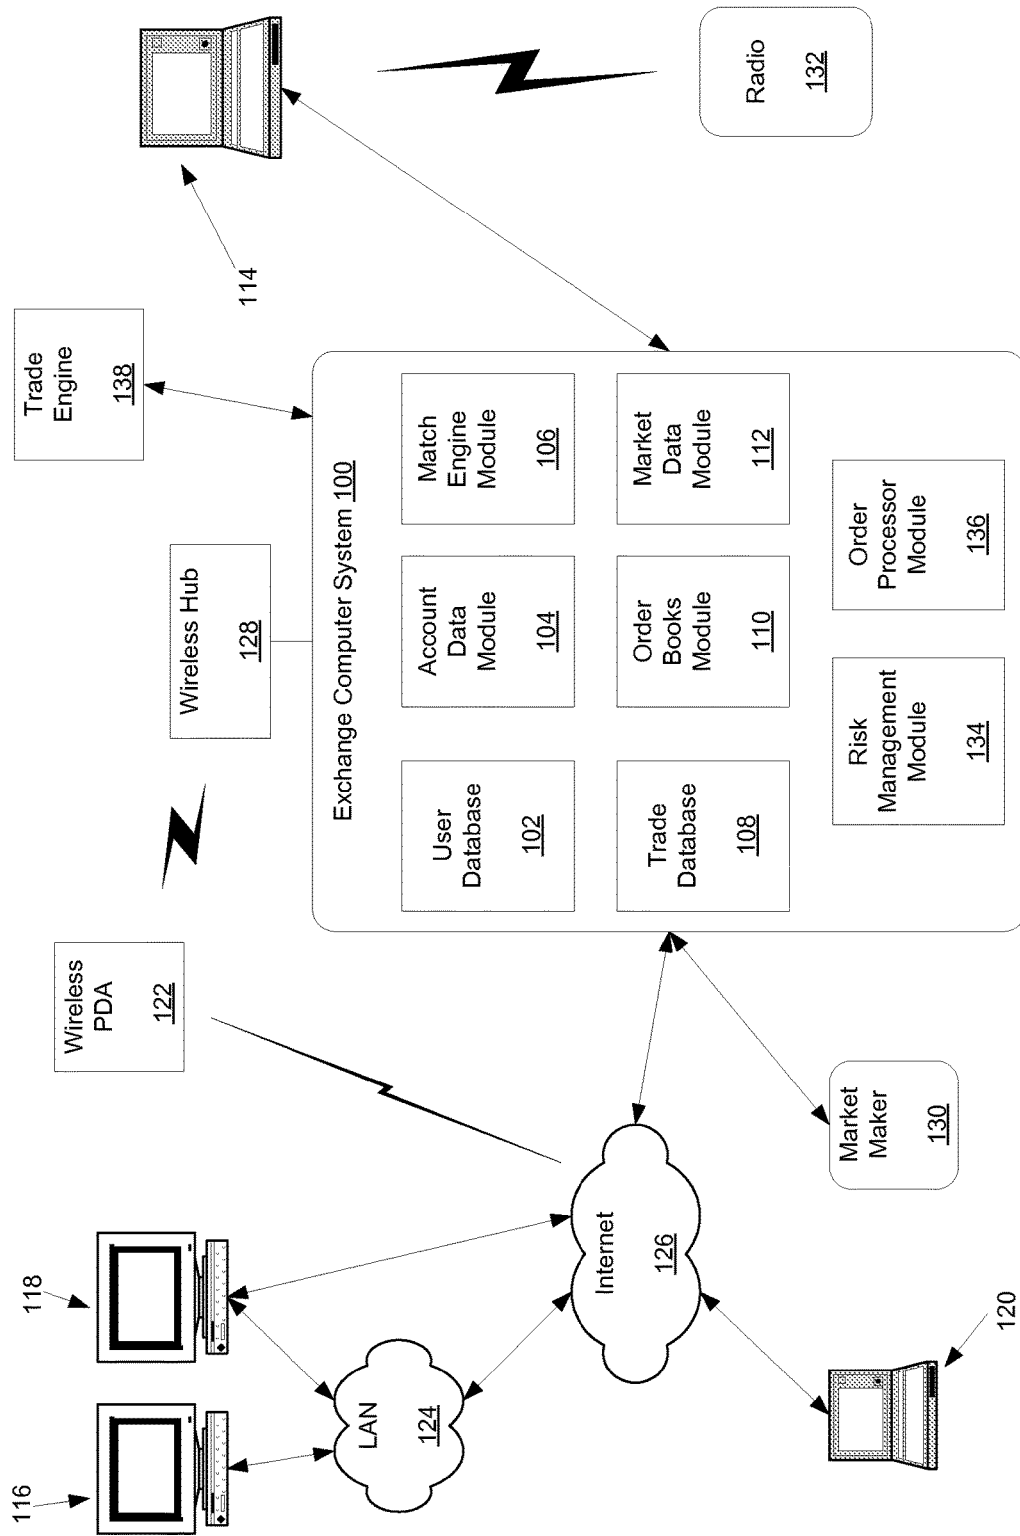 116
118
LAN
124
120
Internet
126
Wireless
PDA
122
Market
Maker
130
Wireless Hub
128
Trade
Engine
138
114
Radio
132
Exchange Computer System 100
User
Database
102
Account
Data
Module
104
Match
Engine
Module
106
Trade
Database
108
Order
Books
Module
110
Market
Data
Module
112
Risk
Management
Module
134
Order
Processor
Module
136